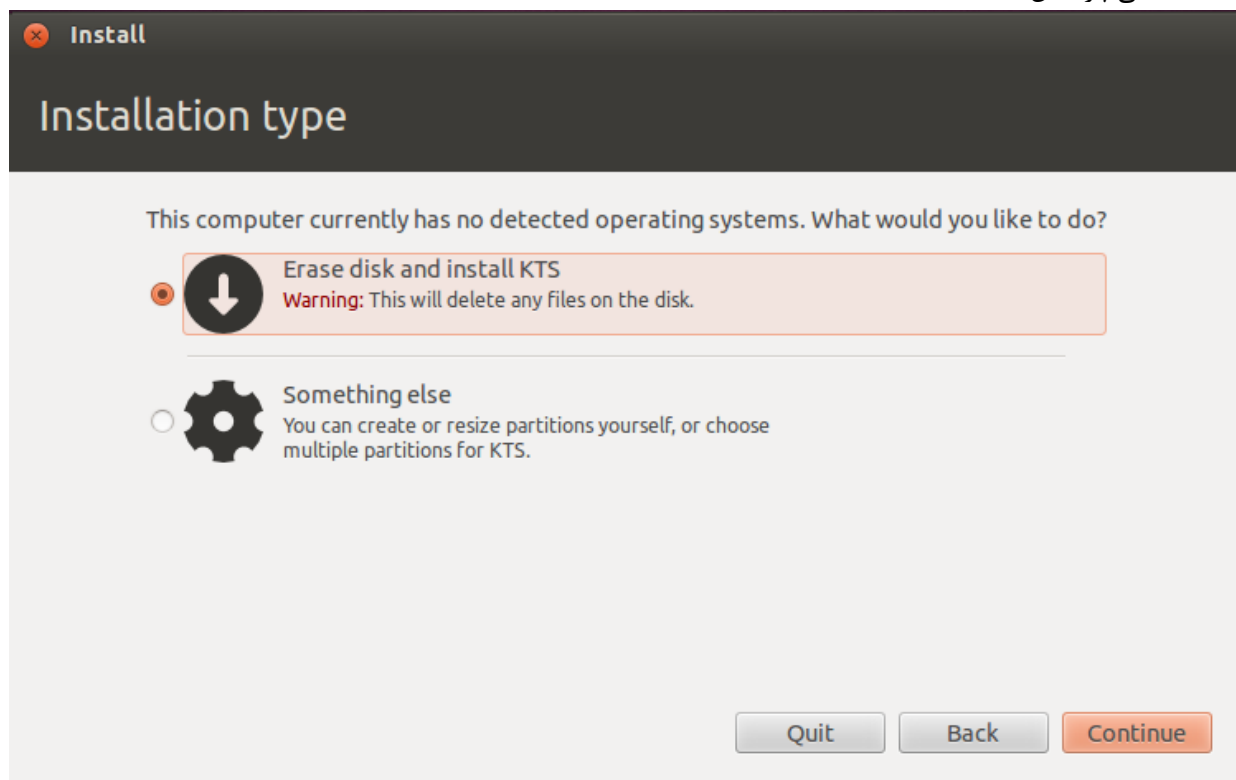 Install
Installation type
This computer currently has no detected operating systems. What would you like to do?
Erase disk and install KTS
Warning: This will delete any files on the disk.
Something else
You can create or resize partitions yourself, or choose
multiple partitions for KTS.
Quit Back Continue